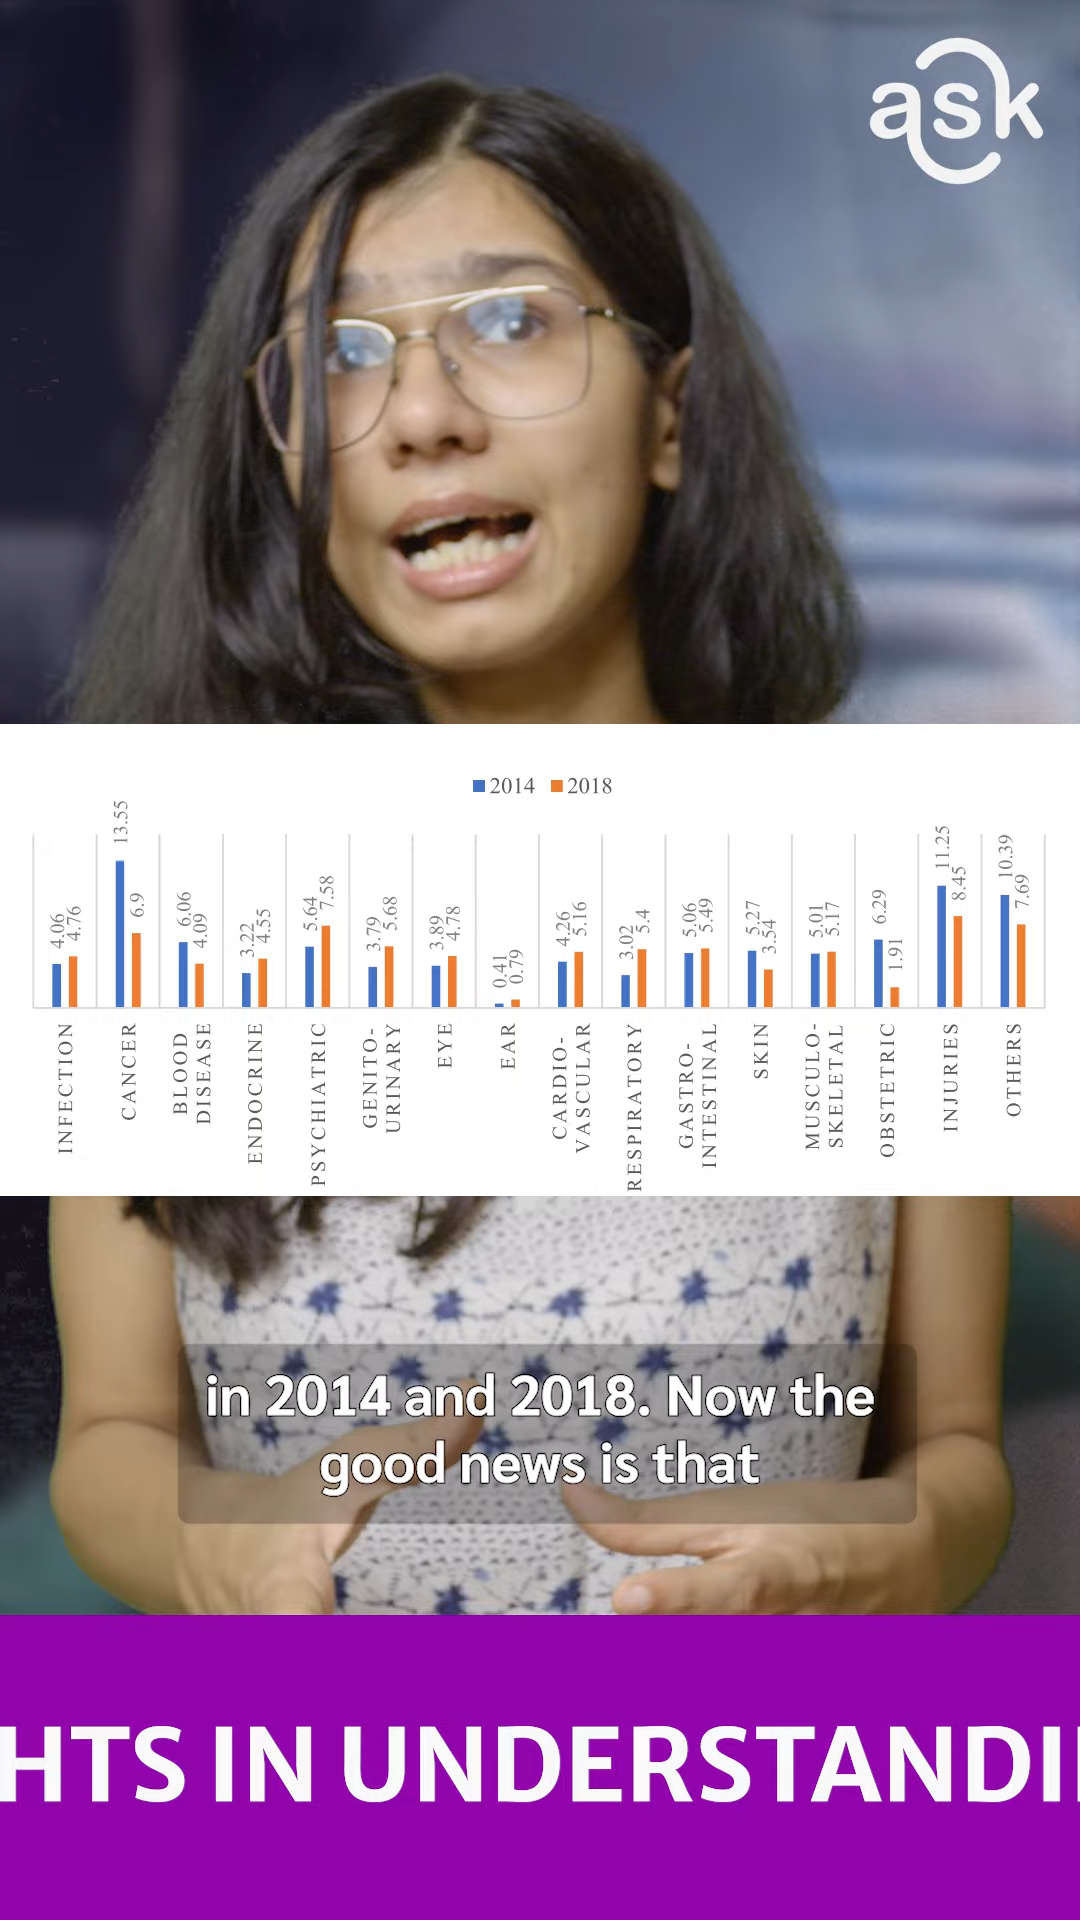 ask
2014 2018
4.06 4.76 13.55 6.9 6.06 4.09 3.22 4.55 5.64 7.58 3.79 5.68 3.89 4.78 0.41 0.79 4.26 5.16 3.02 5.4 5.06 5.49 5.27 3.54 5.01 5.17 6.29 1.91 11.25 8.45 10.39 7.69
INFECTION
CANCER
BLOOD
DISEASE
ENDOCRINE
PSYCHIATRIC
GENITO-
URINARY
EYE
EAR
CARDIO-
VASCULAR
RESPIRATORY
GASTRO-
INTESTINAL
SKIN
MUSCULO-
SKELETAL
OBSTETRIC
INJURIES
OTHERS
in 2014 and 2018. Now the
good news is that
HTS IN UNDERSTANDI